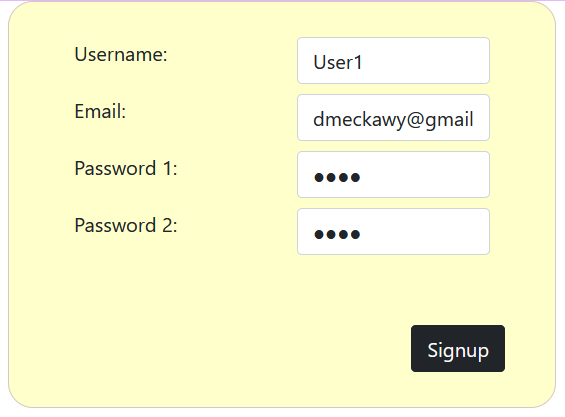 Username: User1
Email: dmeckawy@gmail
Password 1: ●●●●
Password 2: ●●●●
Signup